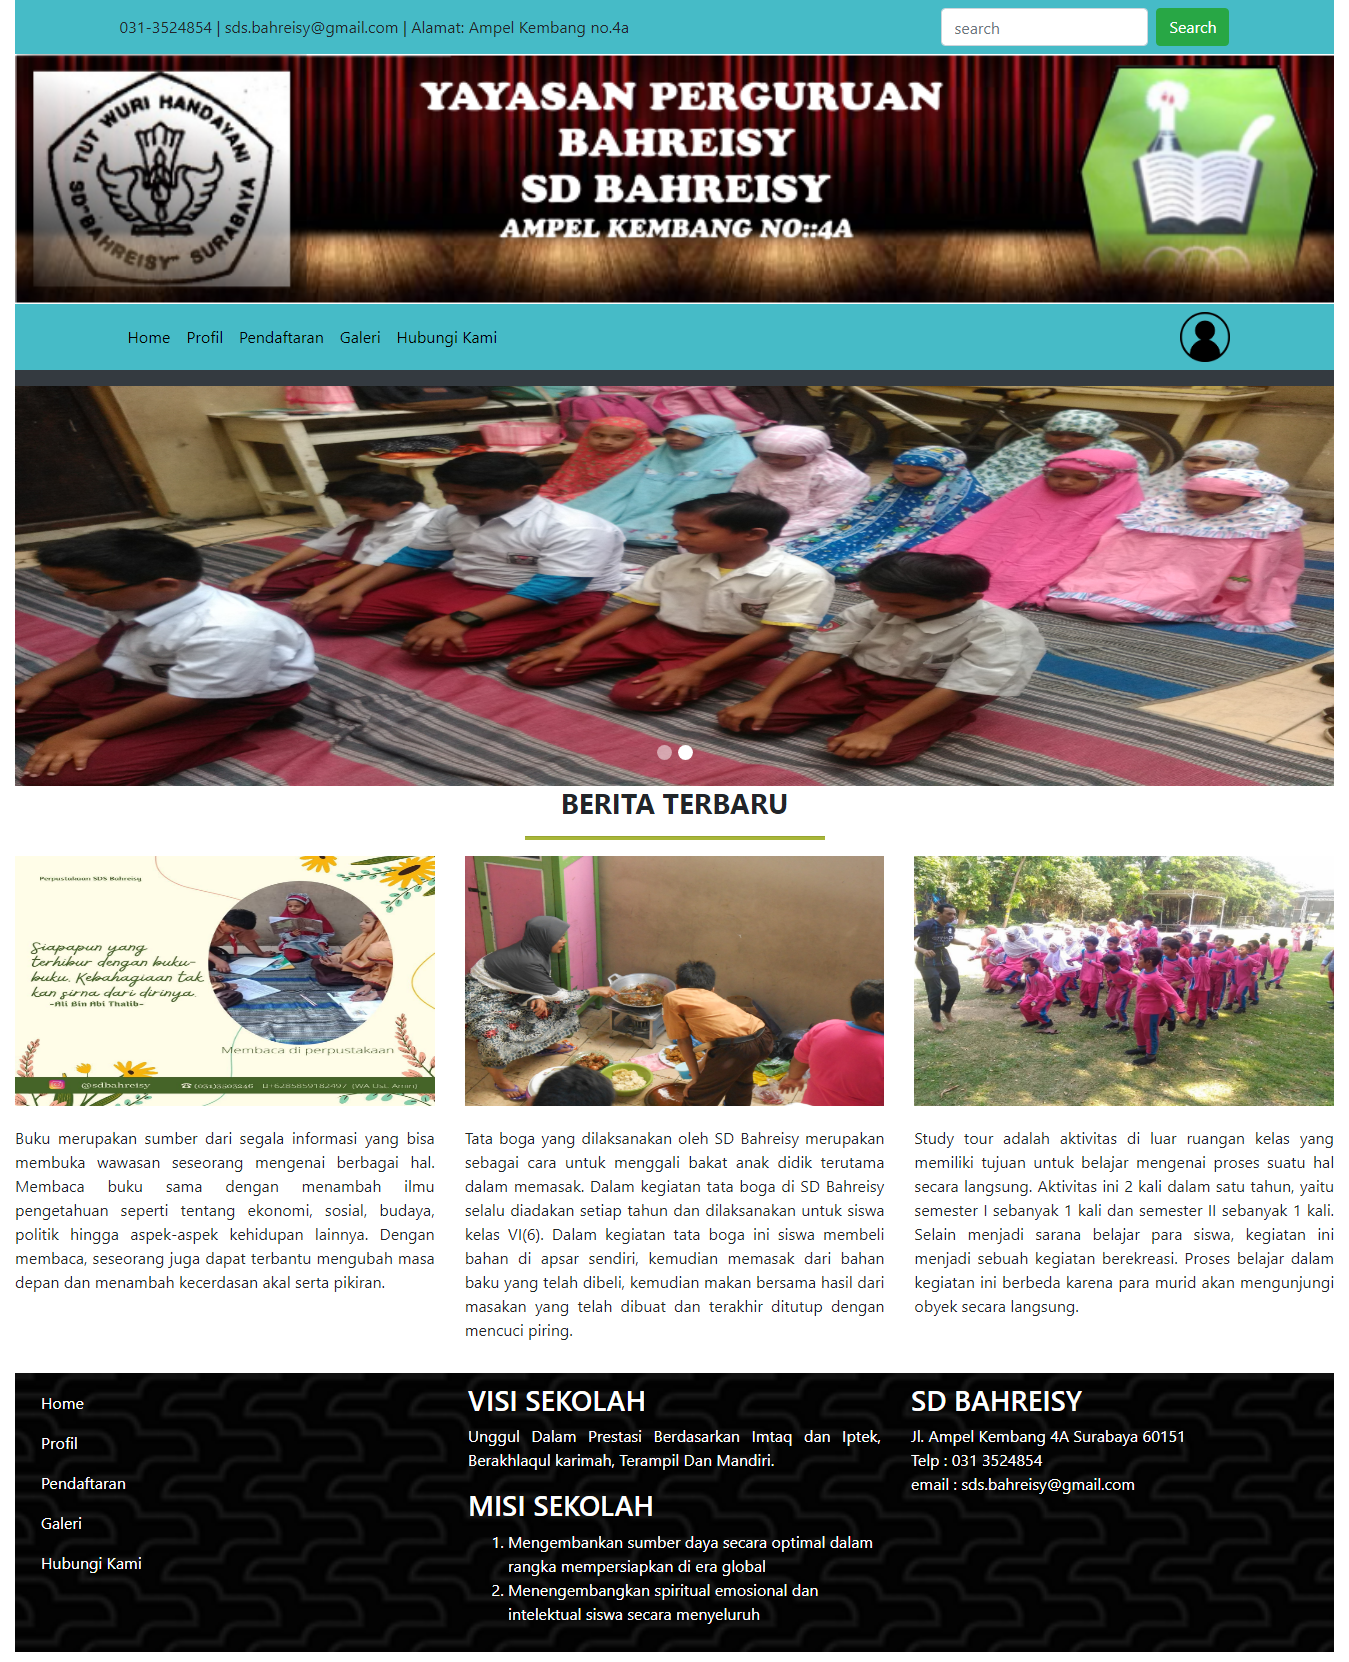 031-3524854 | sds.bahreisy@gmail.com | Alamat: Ampel Kembang no.4a
search
Search
TUT WURI HANDAYANI
SD "BAHREISY" SURABAYA
YAYASAN PERGURUAN
BAHREISY
SD BAHREISY
AMPEL KEMBANG NO::4A
Home
Profil
Pendaftaran
Galeri
Hubungi Kami
BERITA TERBARU
Perpustakaan SDS Bahreisy
Siapapun yang
terhibur dengan buku-
buku, Kebahagiaan tak
kan sirna dari dirinya.
-Ali Bin Abi Thalib-
Membaca di perpustakaan
@sdbahreisy
(WA Ust. Amin)
Buku merupakan sumber dari segala informasi yang bisa
membuka wawasan seseorang mengenai berbagai hal.
Membaca buku sama dengan menambah ilmu
pengetahuan seperti tentang ekonomi, sosial, budaya,
politik hingga aspek-aspek kehidupan lainnya. Dengan
membaca, seseorang juga dapat terbantu mengubah masa
depan dan menambah kecerdasan akal serta pikiran.
Tata boga yang dilaksanakan oleh SD Bahreisy merupakan
sebagai cara untuk menggali bakat anak didik terutama
dalam memasak. Dalam kegiatan tata boga di SD Bahreisy
selalu diadakan setiap tahun dan dilaksanakan untuk siswa
kelas VI(6). Dalam kegiatan tata boga ini siswa membeli
bahan di apsar sendiri, kemudian memasak dari bahan
baku yang telah dibeli, kemudian makan bersama hasil dari
masakan yang telah dibuat dan terakhir ditutup dengan
mencuci piring.
Study tour adalah aktivitas di luar ruangan kelas yang
memiliki tujuan untuk belajar mengenai proses suatu hal
secara langsung. Aktivitas ini 2 kali dalam satu tahun, yaitu
semester I sebanyak 1 kali dan semester II sebanyak 1 kali.
Selain menjadi sarana belajar para siswa, kegiatan ini
menjadi sebuah kegiatan berekreasi. Proses belajar dalam
kegiatan ini berbeda karena para murid akan mengunjungi
obyek secara langsung.
Home
Profil
Pendaftaran
Galeri
Hubungi Kami
VISI SEKOLAH
Unggul Dalam Prestasi Berdasarkan Imtaq dan Iptek,
Berakhlaqul karimah, Terampil Dan Mandiri.
MISI SEKOLAH
1. Mengembankan sumber daya secara optimal dalam
rangka mempersiapkan di era global
2. Menengembangkan spiritual emosional dan
intelektual siswa secara menyeluruh
SD BAHREISY
Jl. Ampel Kembang 4A Surabaya 60151
Telp : 031 3524854
email : sds.bahreisy@gmail.com